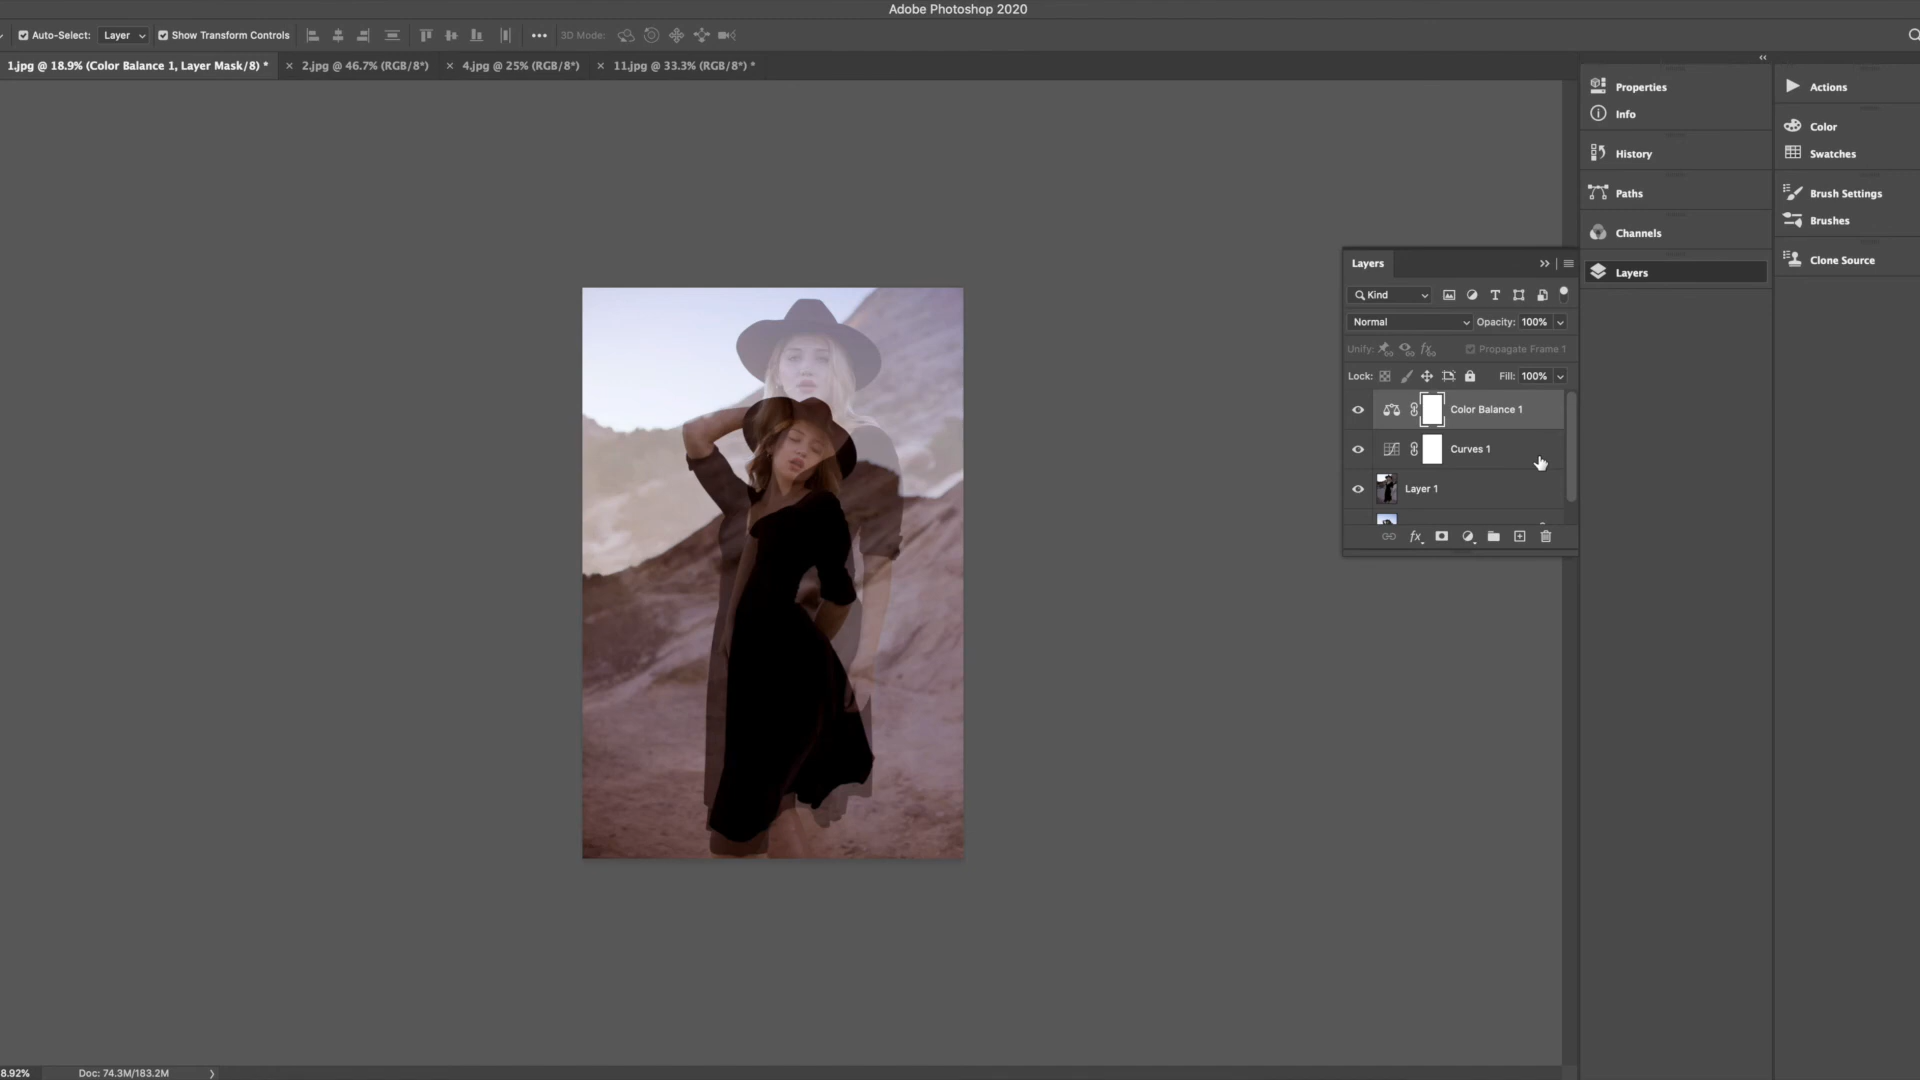 Adobe Photoshop 2020
Auto-Select: Layer Show Transform Controls 3D Mode:
1.jpg @ 18.9% (Color Balance 1, Layer Mask/8) * 2.jpg @ 46.7% (RGB/8*) 4.jpg @ 25% (RGB/8*) 11.jpg @ 33.3% (RGB/8*) *
Properties
Info
History
Paths
Channels
Layers
Actions
Color
Swatches
Brush Settings
Brushes
Clone Source
Layers
Kind
Normal Opacity: 100%
Unify: Propagate Frame 1
Lock: Fill: 100%
Color Balance 1
Curves 1
Layer 1
8.92% Doc: 74.3M/183.2M